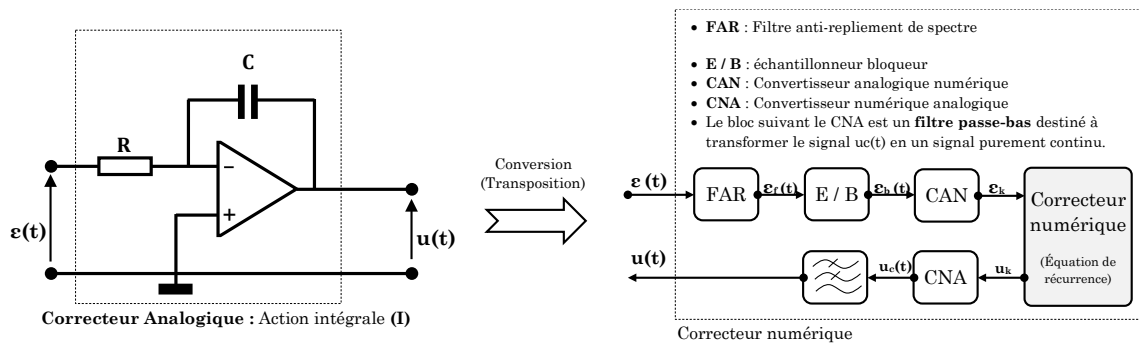 C
R
−
+
ε(t)
u(t)
Correcteur Analogique : Action intégrale (I)
Conversion
(Transposition)
• FAR : Filtre anti-repliement de spectre
• E / B : échantillonneur bloqueur
• CAN : Convertisseur analogique numérique
• CNA : Convertisseur numérique analogique
• Le bloc suivant le CNA est un filtre passe-bas destiné à
transformer le signal uc(t) en un signal purement continu.
ε (t)
FAR
εf(t)
E / B
εb (t)
CAN
εk
Correcteur
numérique
(Équation de
récurrence)
u(t)
uc(t)
CNA
uk
Correcteur numérique